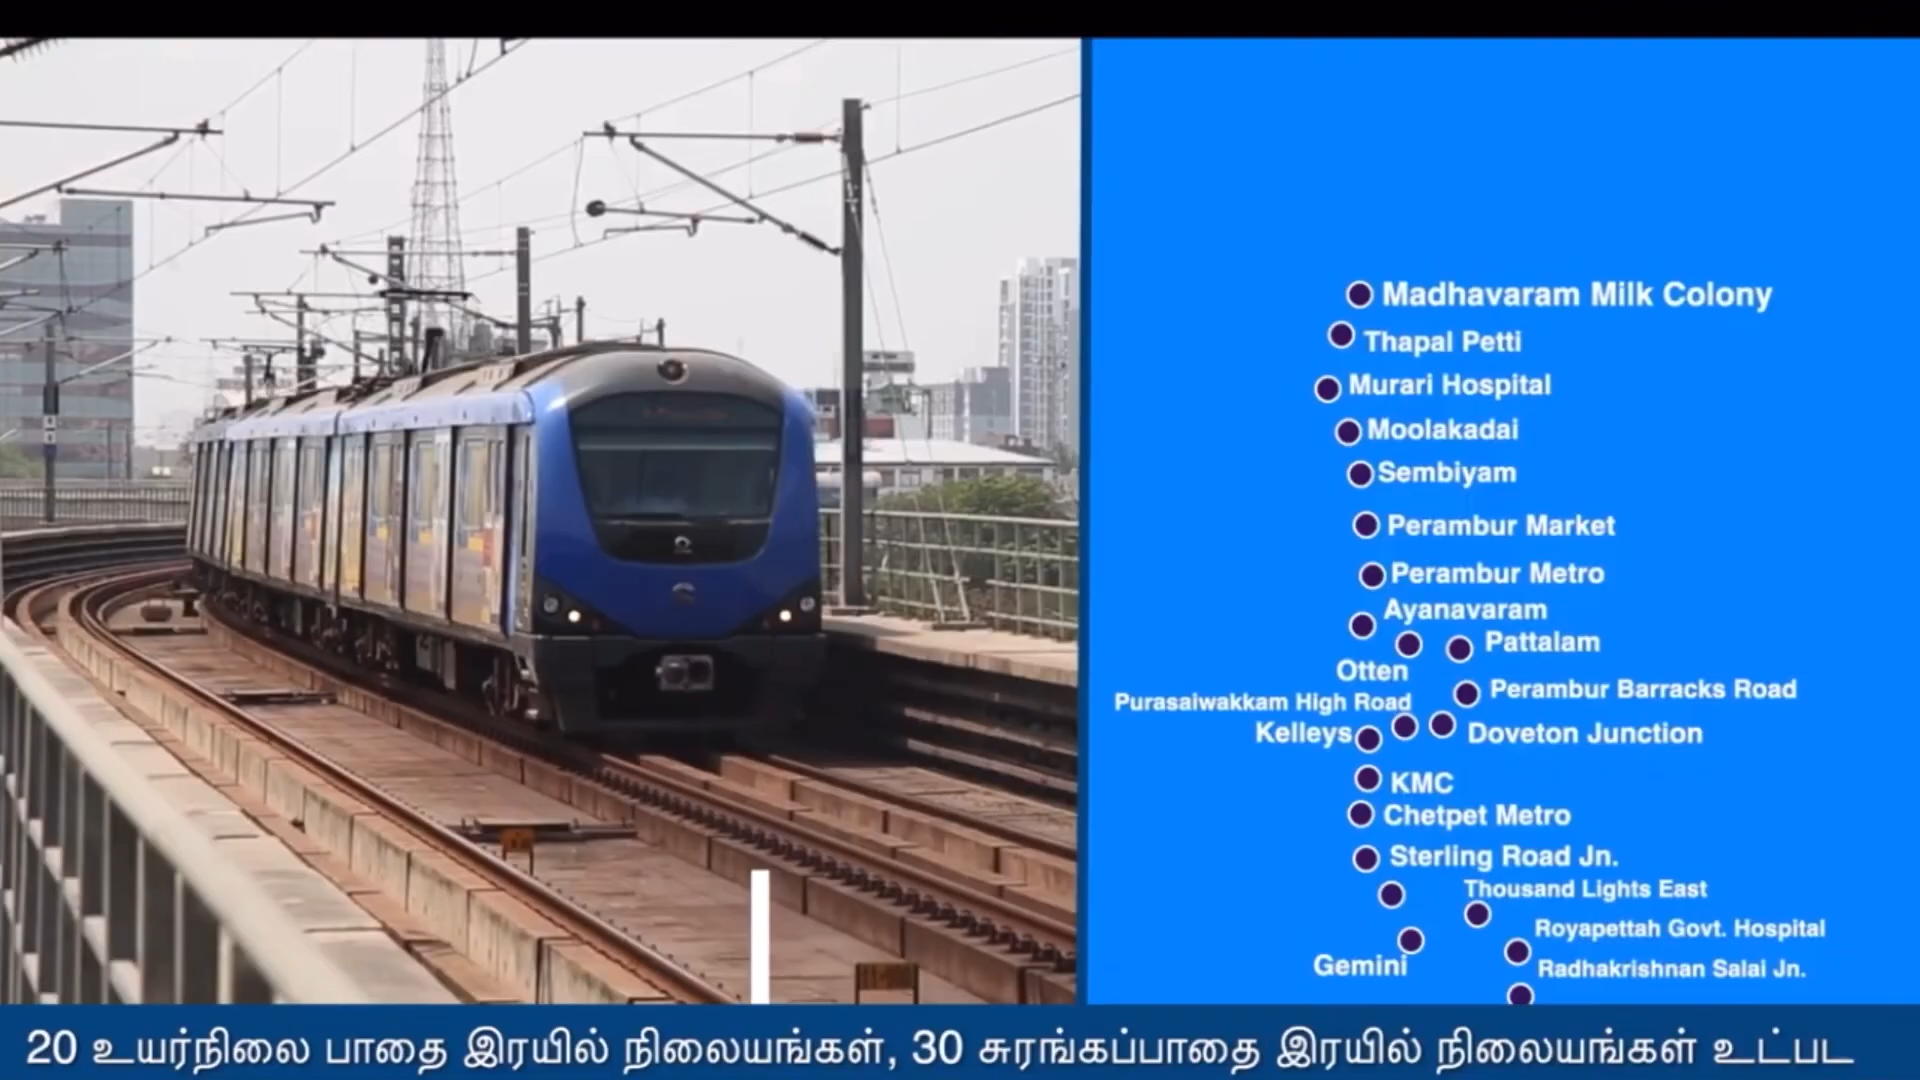 Madhavaram Milk Colony
Thapal Petti
Murari Hospital
Moolakadai
Sembiyam
Perambur Market
Perambur Metro
Ayanavaram
Pattalam
Otten
Perambur Barracks Road
Purasaiwakkam High Road
Kelleys
Doveton Junction
KMC
Chetpet Metro
Sterling Road Jn.
Thousand Lights East
Royapettah Govt. Hospital
Gemini
Radhakrishnan Salai Jn.
20 உயர்நிலை பாதை இரயில் நிலையங்கள், 30 சுரங்கப்பாதை இரயில் நிலையங்கள் உட்பட